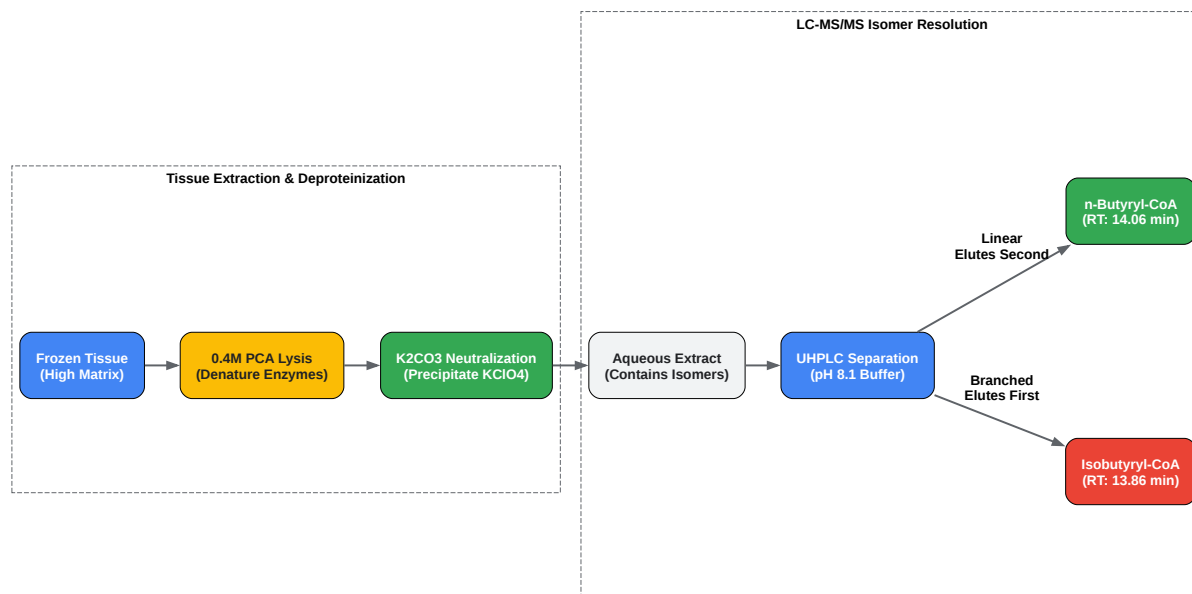 LC-MS/MS Isomer Resolution
Tissue Extraction & Deproteinization
Frozen Tissue
(High Matrix)
0.4M PCA Lysis
(Denature Enzymes)
K2CO3 Neutralization
(Precipitate KClO4)
Aqueous Extract
(Contains Isomers)
UHPLC Separation
(pH 8.1 Buffer)
Linear
Elutes Second
n-Butyryl-CoA
(RT: 14.06 min)
Branched
Elutes First
Isobutyryl-CoA
(RT: 13.86 min)